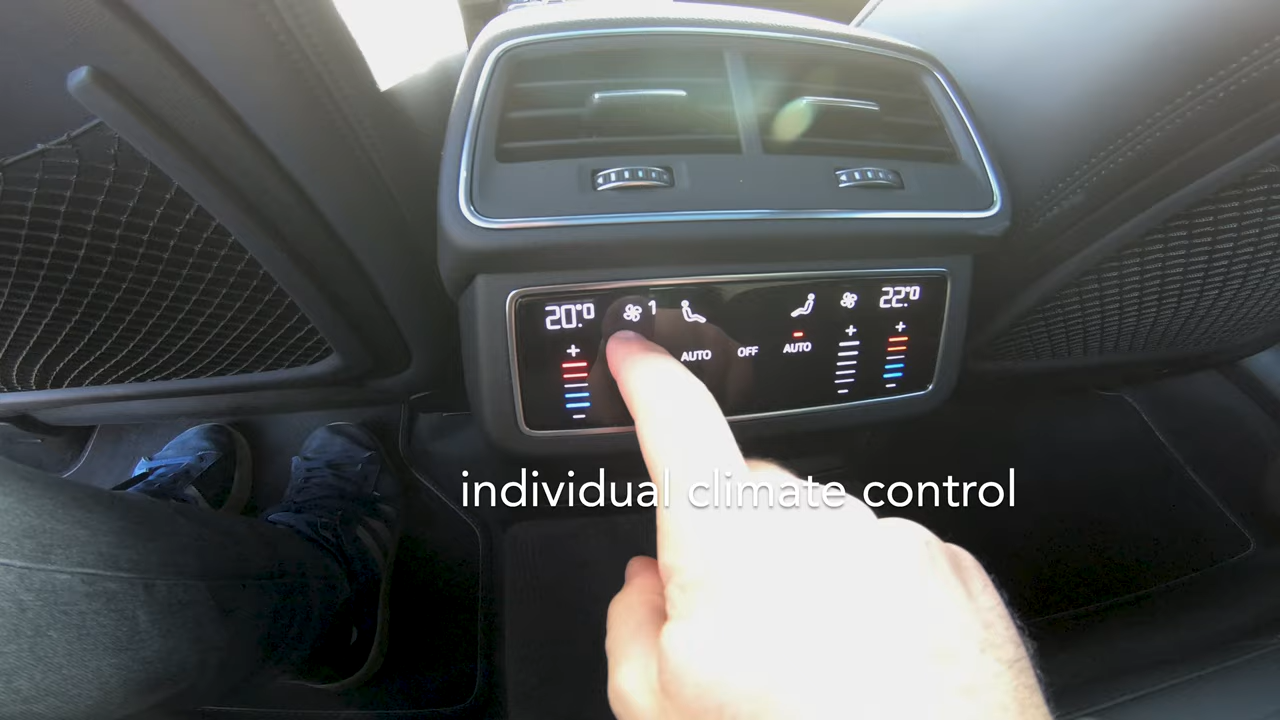 20.°0 1 22.°0
+ + +
AUTO OFF AUTO
- - -
individual climate control